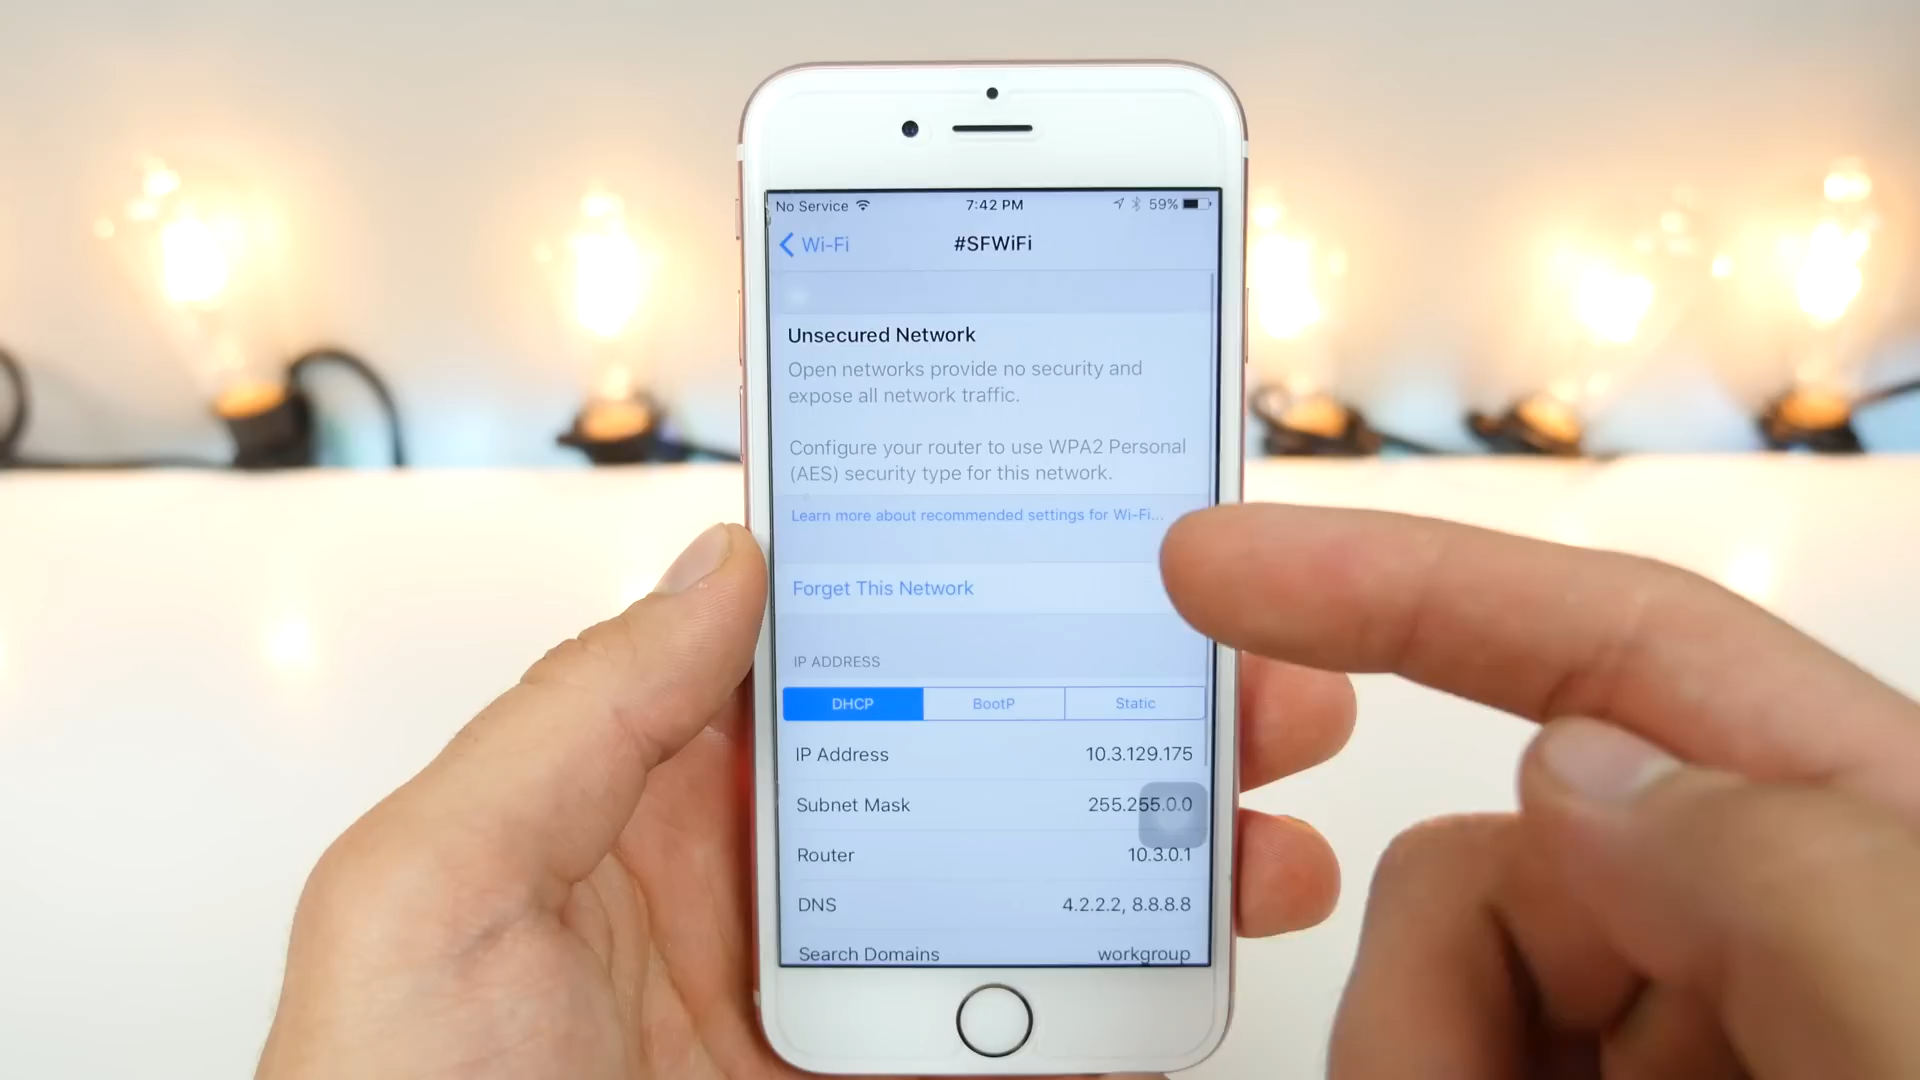 No Service 7:42 PM 59%
Wi-Fi #SFWiFi
Unsecured Network
Open networks provide no security and
expose all network traffic.
Configure your router to use WPA2 Personal
(AES) security type for this network.
Learn more about recommended settings for Wi-Fi...
Forget This Network
IP ADDRESS
DHCP BootP Static
IP Address 10.3.129.175
Subnet Mask 255.255.0.0
Router 10.3.0.1
DNS 4.2.2.2, 8.8.8.8
Search Domains workgroup